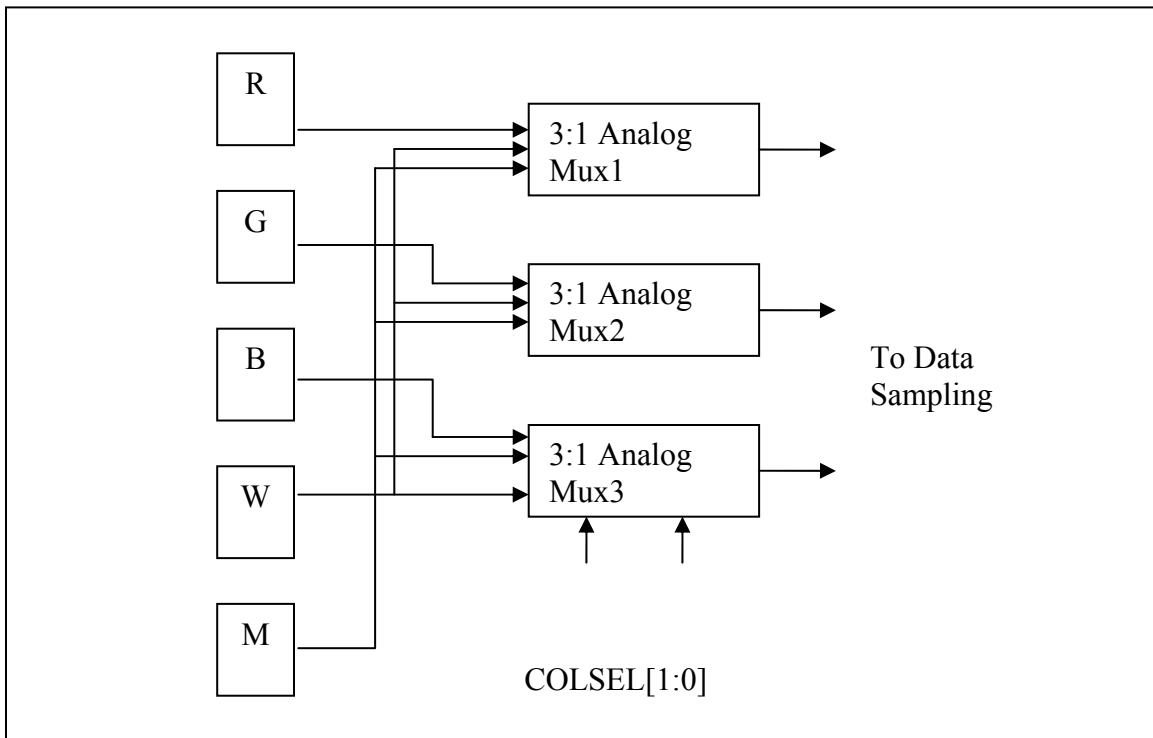 R
3:1 Analog
Mux1
G
3:1 Analog
Mux2
B
To Data
Sampling
3:1 Analog
Mux3
W
M
COLSEL[1:0]